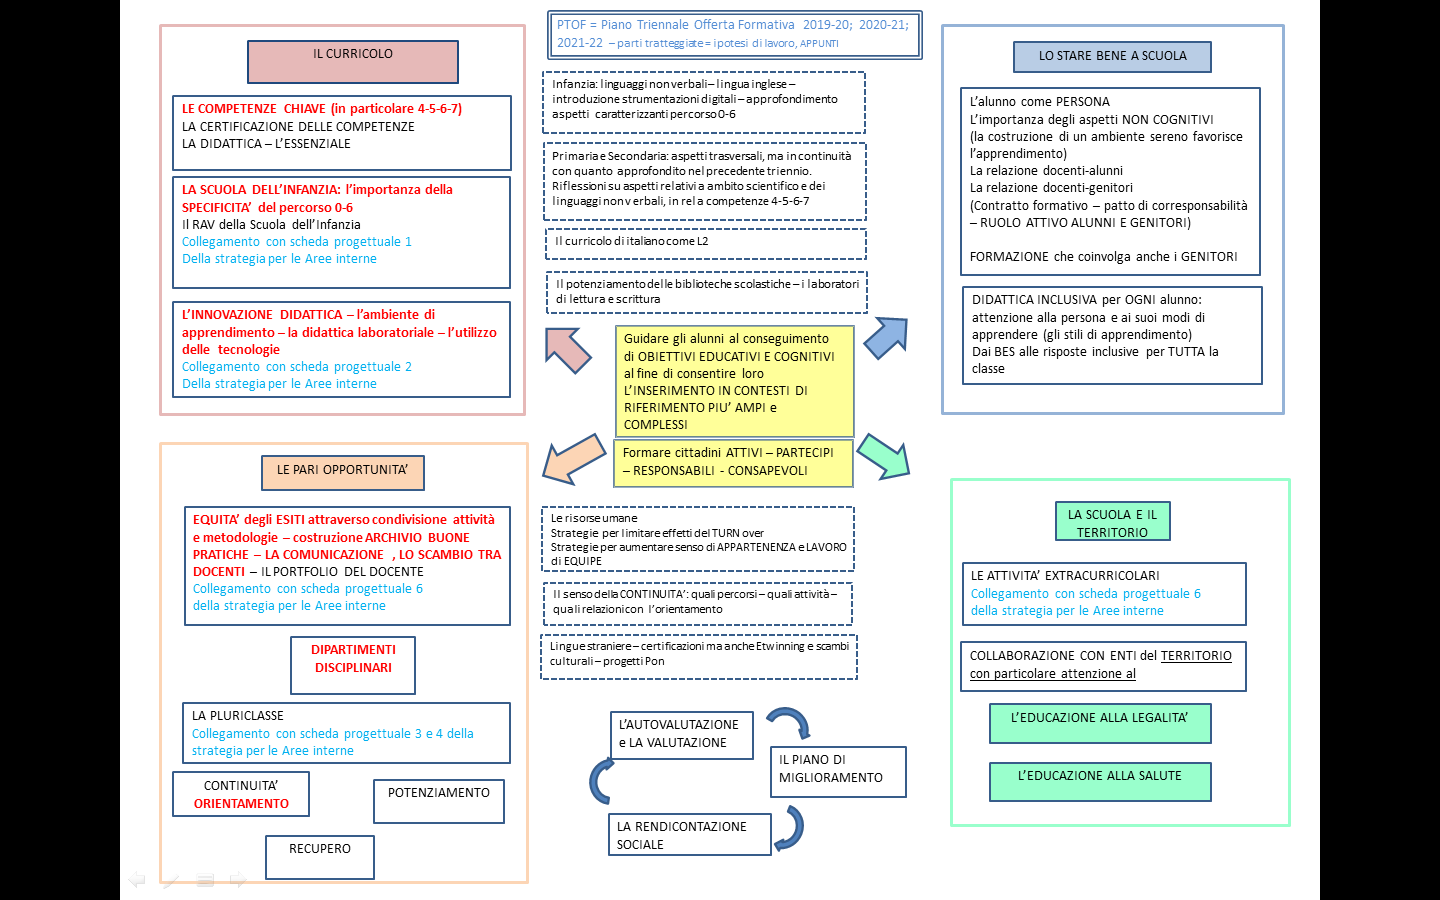 PTOF = Piano Triennale Offerta Formativa 2019-20; 2020-21;
2021-22 – parti tratteggiate = ipotesi di lavoro, APPUNTI
IL CURRICOLO
LE COMPETENZE CHIAVE (in particolare 4-5-6-7)
LA CERTIFICAZIONE DELLE COMPETENZE
LA DIDATTICA – L’ESSENZIALE
LA SCUOLA DELL’INFANZIA: l’importanza della
SPECIFICITA’ del percorso 0-6
Il RAV della Scuola dell’Infanzia
Collegamento con scheda progettuale 1
Della strategia per le Aree interne
L’INNOVAZIONE DIDATTICA – l’ambiente di
apprendimento – la didattica laboratoriale – l’utilizzo
delle tecnologie
Collegamento con scheda progettuale 2
Della strategia per le Aree interne
Infanzia: linguaggi non verbali – lingua inglese –
introduzione strumentazioni digitali – approfondimento
aspetti caratterizzanti percorso 0-6
Primaria e Secondaria: aspetti trasversali, ma in continuità
con quanto approfondito nel precedente triennio.
Riflessioni su aspetti relativi a ambito scientifico e dei
linguaggi non verbali, in rel a competenze 4-5-6-7
Il curricolo di italiano come L2
Il potenziamento delle biblioteche scolastiche – i laboratori
di lettura e scrittura
LO STARE BENE A SCUOLA
L’alunno come PERSONA
L’importanza degli aspetti NON COGNITIVI
(la costruzione di un ambiente sereno favorisce
l’apprendimento)
La relazione docenti-alunni
La relazione docenti-genitori
(Contratto formativo – patto di corresponsabilità
– RUOLO ATTIVO ALUNNI E GENITORI)
FORMAZIONE che coinvolga anche i GENITORI
DIDATTICA INCLUSIVA per OGNI alunno:
attenzione alla persona e ai suoi modi di
apprendere (gli stili di apprendimento)
Dai BES alle risposte inclusive per TUTTA la
classe
Guidare gli alunni al conseguimento
di OBIETTIVI EDUCATIVI E COGNITIVI
al fine di consentire loro
L’INSERIMENTO IN CONTESTI DI
RIFERIMENTO PIU’ AMPI e
COMPLESSI
Formare cittadini ATTIVI – PARTECIPI
– RESPONSABILI - CONSAPEVOLI
LE PARI OPPORTUNITA’
EQUITA’ degli ESITI attraverso condivisione attività
e metodologie – costruzione ARCHIVIO BUONE
PRATICHE – LA COMUNICAZIONE , LO SCAMBIO TRA
DOCENTI – IL PORTFOLIO DEL DOCENTE
Collegamento con scheda progettuale 6
della strategia per le Aree interne
DIPARTIMENTI
DISCIPLINARI
LA PLURICLASSE
Collegamento con scheda progettuale 3 e 4 della
strategia per le Aree interne
CONTINUITA’
ORIENTAMENTO
POTENZIAMENTO
RECUPERO
Le risorse umane
Strategie per limitare effetti del TURN over
Strategie per aumentare senso di APPARTENENZA e LAVORO
di EQUIPE
Il senso della CONTINUITA’: quali percorsi – quali attività –
quali relazioni con l’orientamento
Lingue straniere – certificazioni ma anche Etwinning e scambi
culturali – progetti Pon
L’AUTOVALUTAZIONE
e LA VALUTAZIONE
IL PIANO DI
MIGLIORAMENTO
LA RENDICONTAZIONE
SOCIALE
LA SCUOLA E IL
TERRITORIO
LE ATTIVITA’ EXTRACURRICOLARI
Collegamento con scheda progettuale 6
della strategia per le Aree interne
COLLABORAZIONE CON ENTI del TERRITORIO
con particolare attenzione al
L’EDUCAZIONE ALLA LEGALITA’
L’EDUCAZIONE ALLA SALUTE